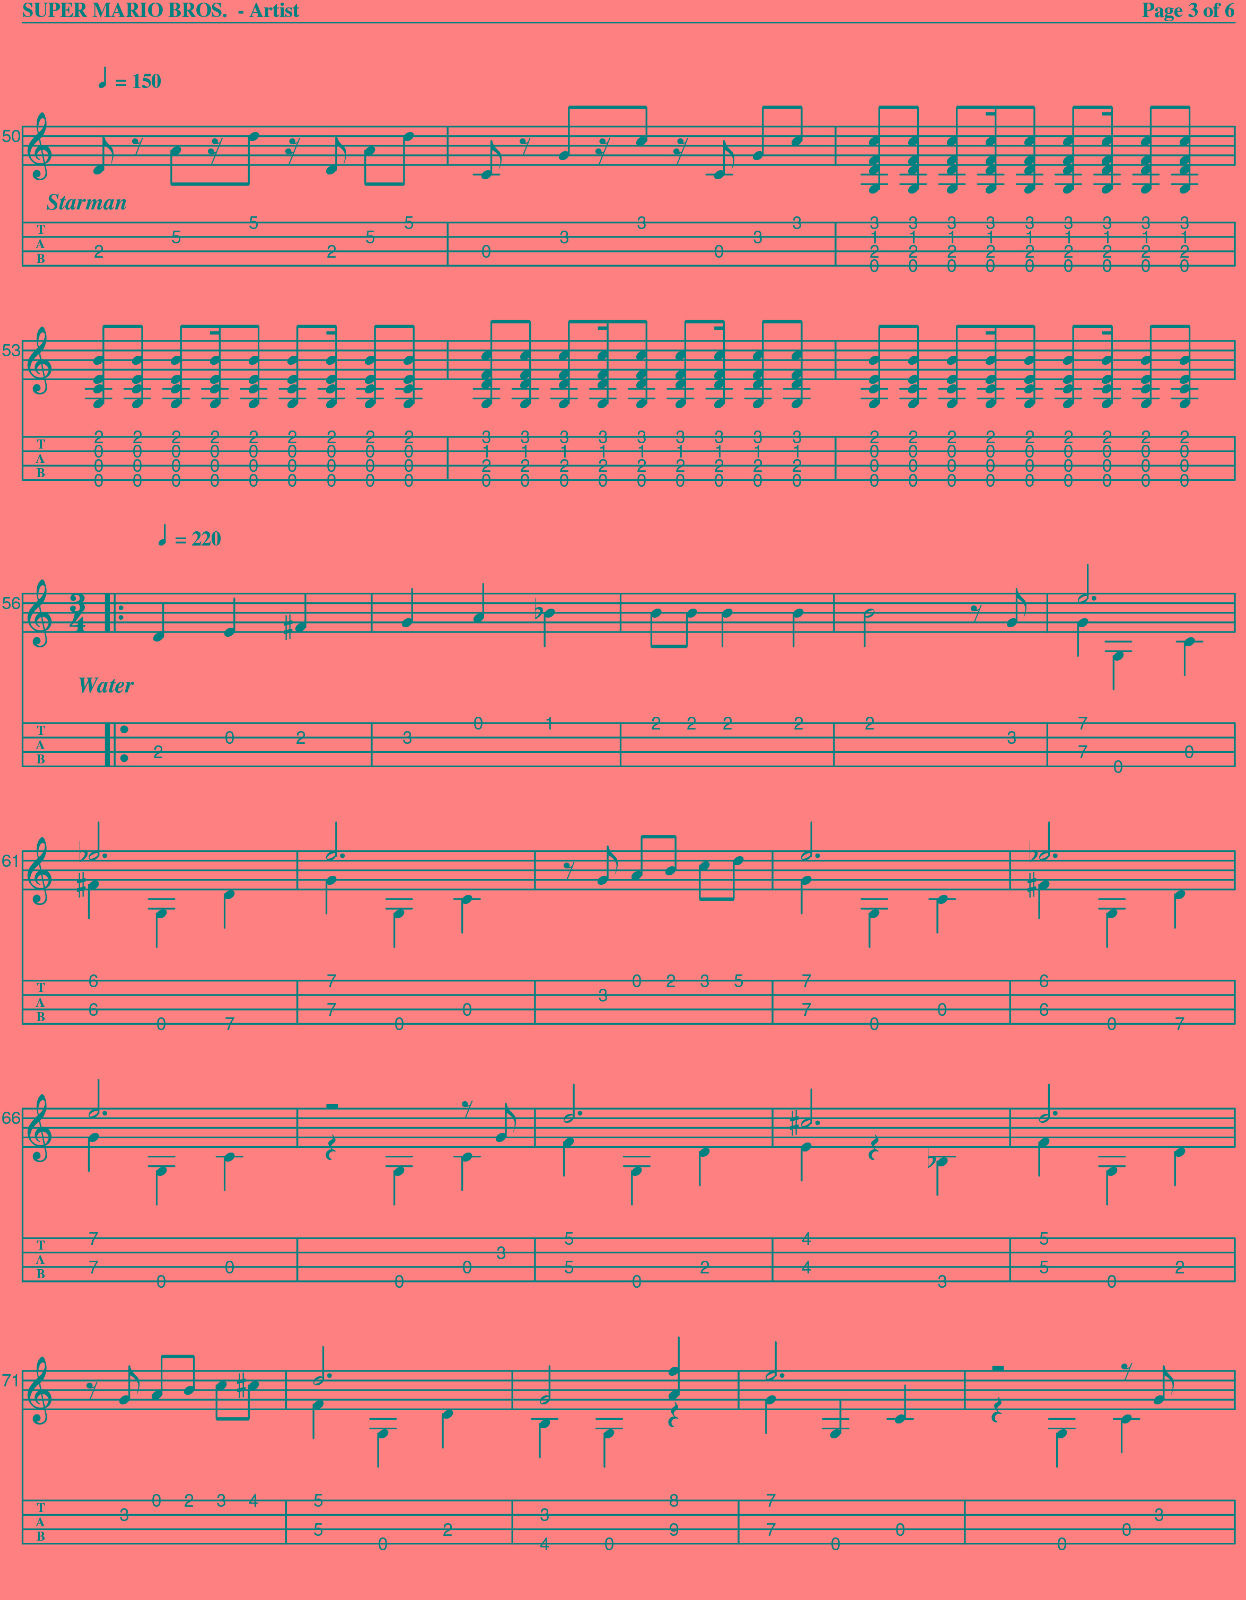 SUPER MARIO BROS.  - Artist Page 3 of 6
= 150
50
Starman
T 5 5 3 3 3 3 3 3 3 3 3 3 3
A 5 5 3 3 1 1 1 1 1 1 1 1 1
B 2 2 0 0 2 2 2 2 2 2 2 2 2
0 0 0 0 0 0 0 0 0
53
T 2 2 2 2 2 2 2 2 2 3 3 3 3 3 3 3 3 3 2 2 2 2 2 2 2 2 2
A 0 0 0 0 0 0 0 0 0 1 1 1 1 1 1 1 1 1 0 0 0 0 0 0 0 0 0
B 0 0 0 0 0 0 0 0 0 2 2 2 2 2 2 2 2 2 0 0 0 0 0 0 0 0 0
0 0 0 0 0 0 0 0 0 0 0 0 0 0 0 0 0 0 0 0 0 0 0 0 0 0 0
= 220
56 3 4
Water
T 0 1 2 2 2 2 2 7
A 0 2 3 3
B 2 7 0
0
61
T 6 7 0 2 3 5 7 6
A 3
B 6 7 0 7 0 6
0 7 0 0 0 7
66
T 7 5 4 5
A 3
B 7 0 0 5 2 4 5 2
0 0 0 3 0
71
T 0 2 3 4 5 8 7
A 3 3 3
B 5 2 9 7 0 0
0 4 0 0 0